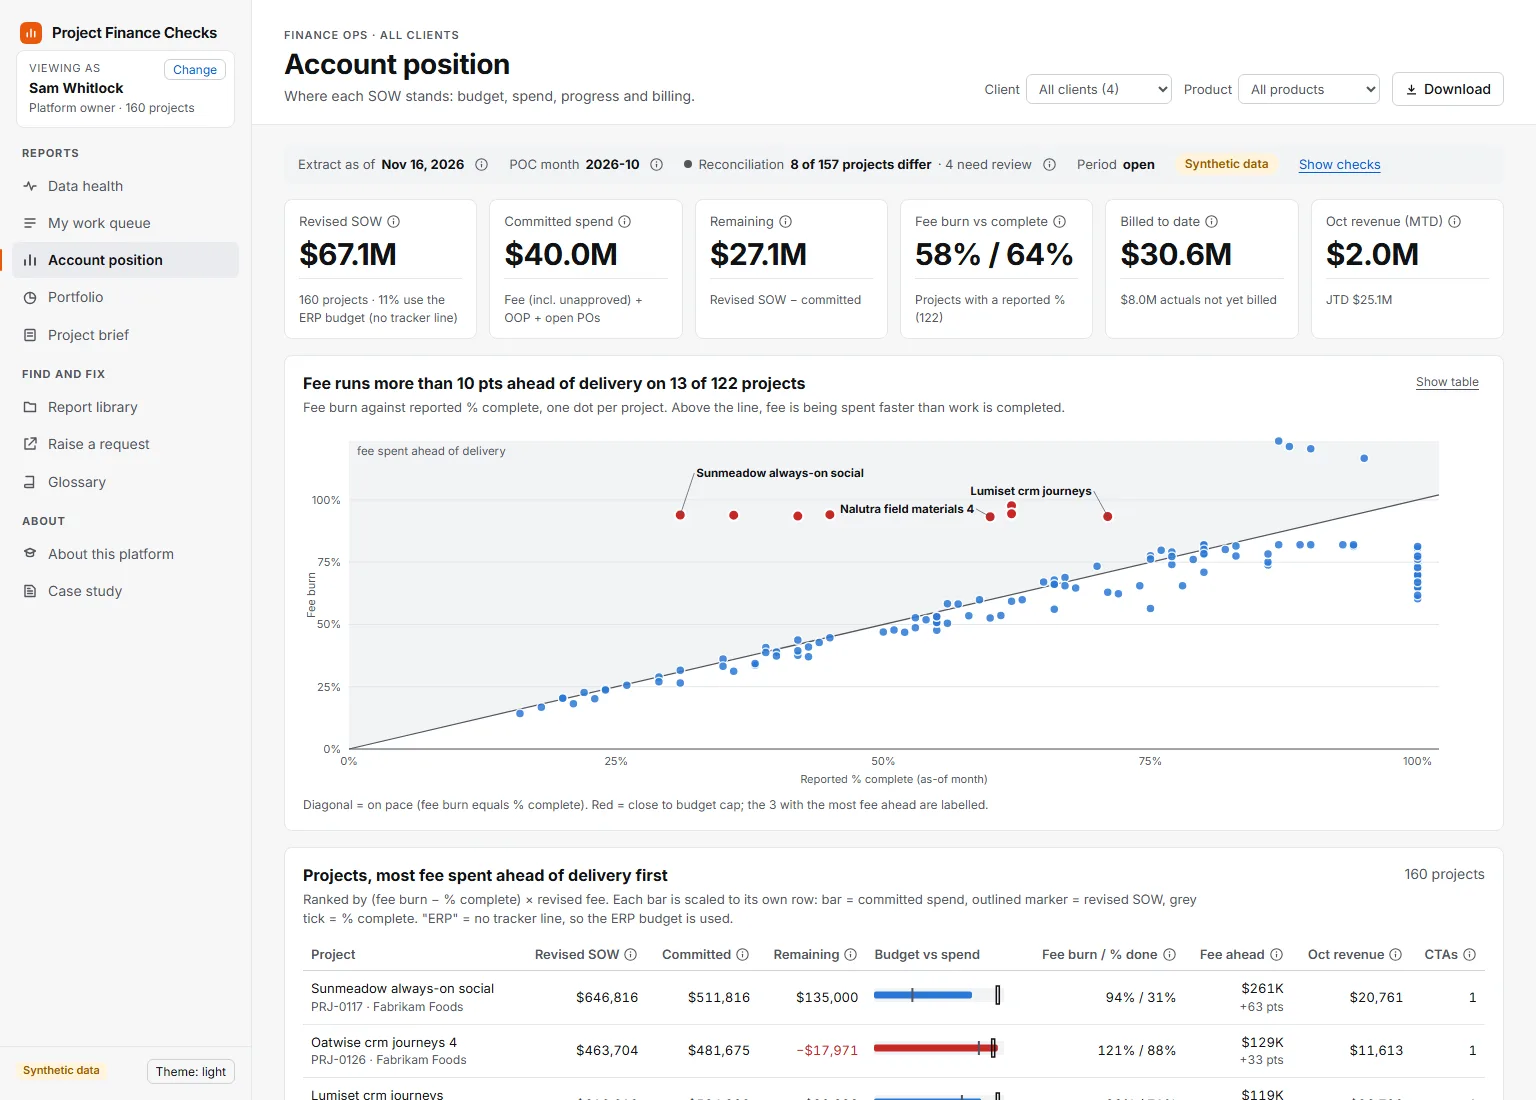 Project Finance Checks
VIEWING AS
Change
Sam Whitlock
Platform owner · 160 projects
REPORTS
Data health
My work queue
Account position
Portfolio
Project brief
FIND AND FIX
Report library
Raise a request
Glossary
ABOUT
About this platform
Case study
Synthetic data
Theme: light
FINANCE OPS · ALL CLIENTS
Account position
Where each SOW stands: budget, spend, progress and billing.
Client All clients (4) Product All products Download
Extract as of Nov 16, 2026 POC month 2026-10 Reconciliation 8 of 157 projects differ · 4 need review Period open Synthetic data Show checks
Revised SOW
$67.1M
160 projects · 11% use the
ERP budget (no tracker line)
Committed spend
$40.0M
Fee (incl. unapproved) +
OOP + open POs
Remaining
$27.1M
Revised SOW − committed
Fee burn vs complete
58% / 64%
Projects with a reported %
(122)
Billed to date
$30.6M
$8.0M actuals not yet billed
Oct revenue (MTD)
$2.0M
JTD $25.1M
Fee runs more than 10 pts ahead of delivery on 13 of 122 projects
Show table
Fee burn against reported % complete, one dot per project. Above the line, fee is being spent faster than work is completed.
fee spent ahead of delivery
Sunmeadow always-on social
Lumiset crm journeys
Nalutra field materials 4
100%
75%
50%
25%
0%
Fee burn
0% 25% 50% 75% 100%
Reported % complete (as-of month)
Diagonal = on pace (fee burn equals % complete). Red = close to budget cap; the 3 with the most fee ahead are labelled.
Projects, most fee spent ahead of delivery first
160 projects
Ranked by (fee burn − % complete) × revised fee. Each bar is scaled to its own row: bar = committed spend, outlined marker = revised SOW, grey
tick = % complete. "ERP" = no tracker line, so the ERP budget is used.
Project Revised SOW Committed Remaining Budget vs spend Fee burn / % done Fee ahead Oct revenue CTAs
Sunmeadow always-on social
PRJ-0117 · Fabrikam Foods
$646,816 $511,816 $135,000 94% / 31% $261K
+63 pts
$20,761 1
Oatwise crm journeys 4
PRJ-0126 · Fabrikam Foods
$463,704 $481,675 −$17,971 121% / 88% $129K
+33 pts
$11,613 1
Lumiset crm journeys
$119K